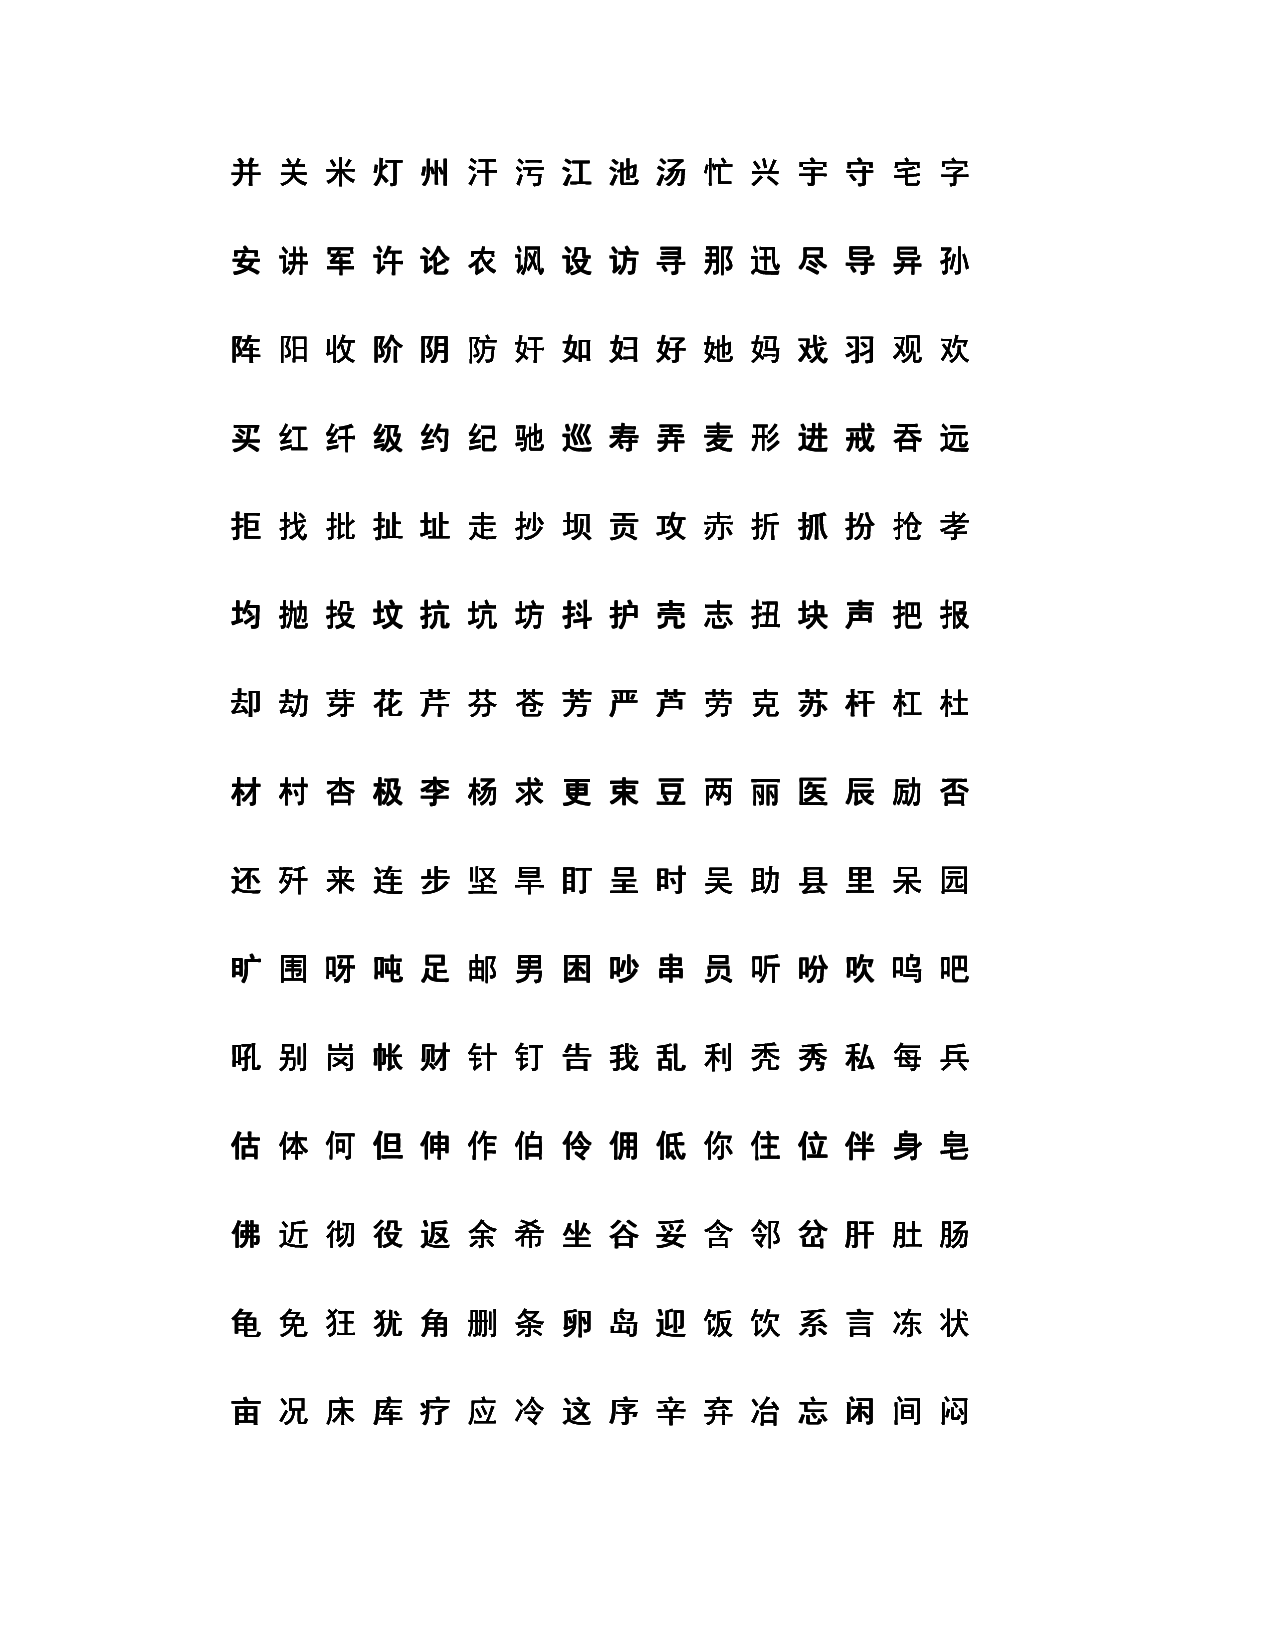 并 关 米 灯 州 汗 污 江 池 汤 忙 兴 宇 守 宅 字
安 讲 军 许 论 农 讽 设 访 寻 那 迅 尽 导 异 孙
阵 阳 收 阶 阴 防 奸 如 妇 好 她 妈 戏 羽 观 欢
买 红 纤 级 约 纪 驰 巡 寿 弄 麦 形 进 戒 吞 远
拒 找 批 扯 址 走 抄 坝 贡 攻 赤 折 抓 扮 抢 孝
均 抛 投 坟 抗 坑 坊 抖 护 壳 志 扭 块 声 把 报
却 劫 芽 花 芹 芬 苍 芳 严 芦 劳 克 苏 杆 杠 杜
材 村 杏 极 李 杨 求 更 束 豆 两 丽 医 辰 励 否
还 歼 来 连 步 坚 旱 盯 呈 时 吴 助 县 里 呆 园
旷 围 呀 吨 足 邮 男 困 吵 串 员 听 吩 吹 呜 吧
吼 别 岗 帐 财 针 钉 告 我 乱 利 秃 秀 私 每 兵
估 体 何 但 伸 作 伯 伶 佣 低 你 住 位 伴 身 皂
佛 近 彻 役 返 余 希 坐 谷 妥 含 邻 岔 肝 肚 肠
龟 免 狂 犹 角 删 条 卵 岛 迎 饭 饮 系 言 冻 状
亩 况 床 库 疗 应 冷 这 序 辛 弃 冶 忘 闲 间 闷